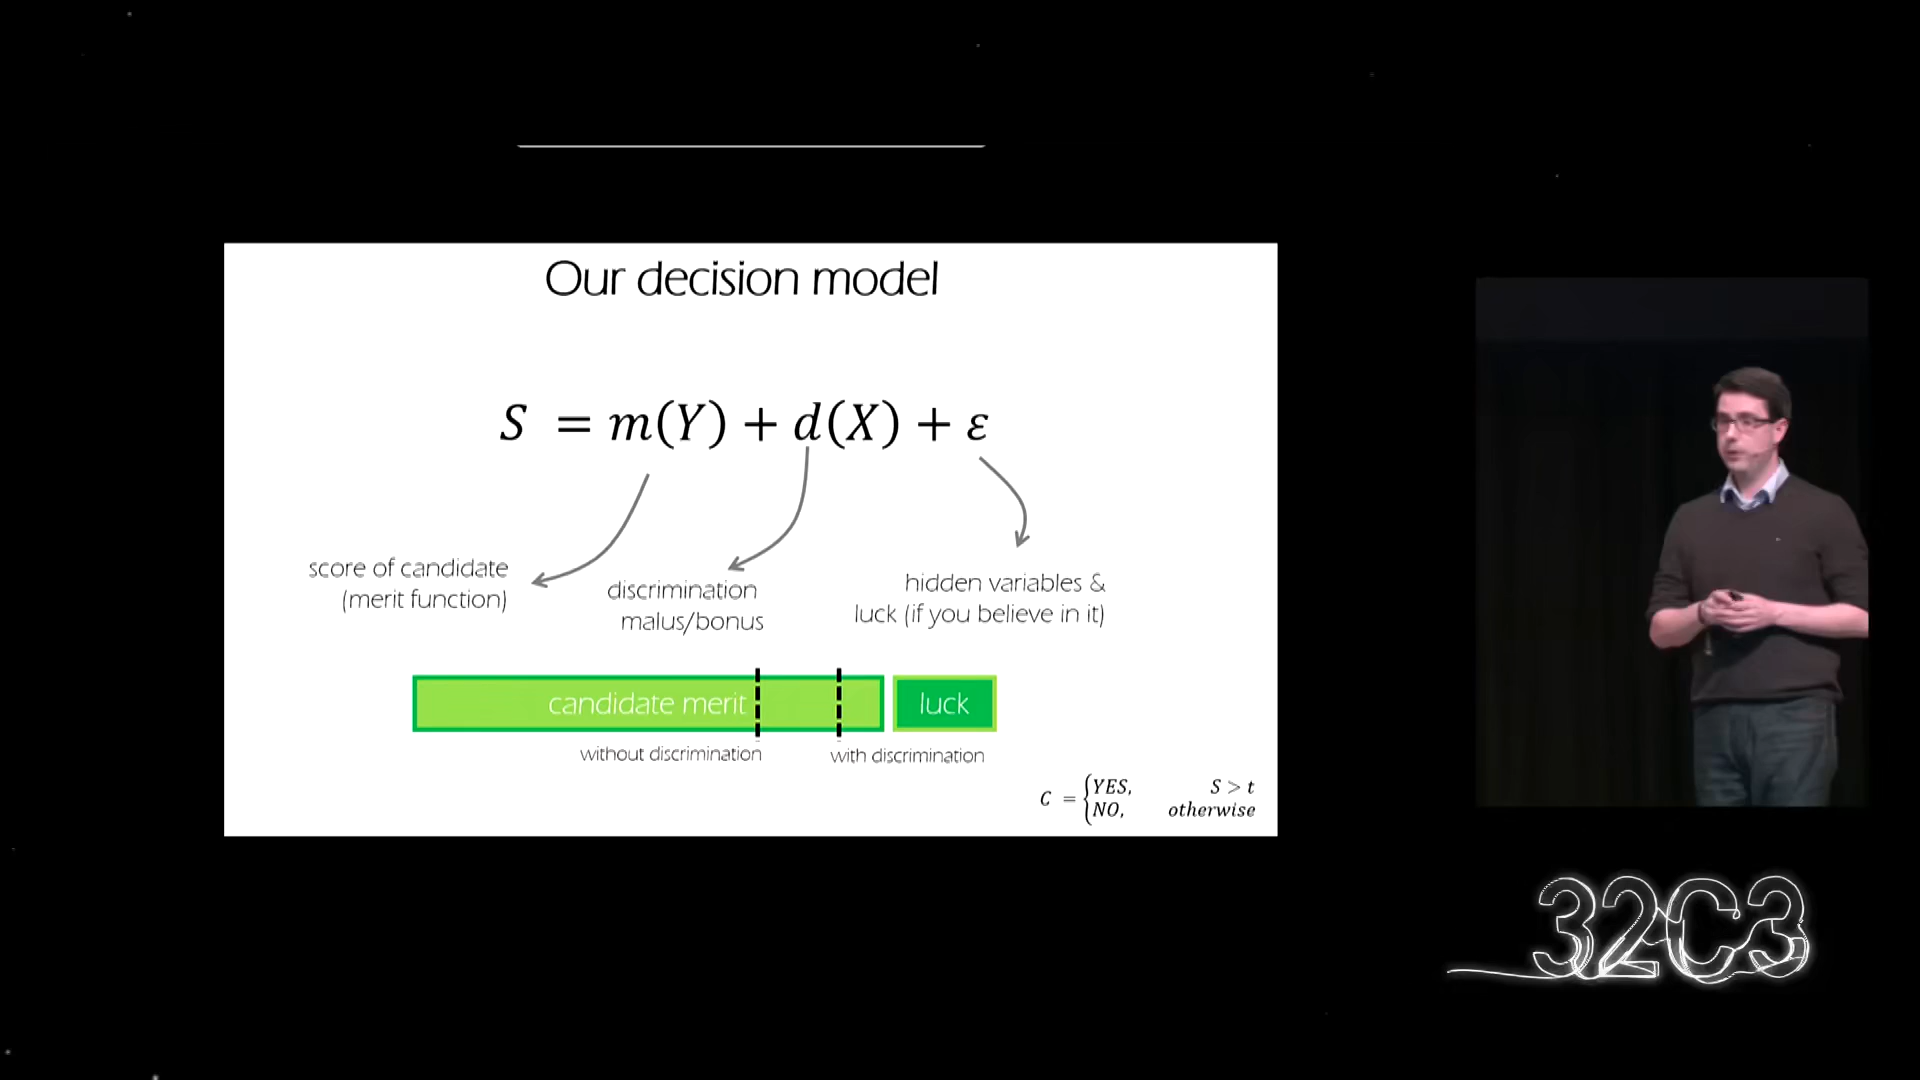 Our decision model
S = m(Y) + d(X) + ε
score of candidate
(merit function)
discrimination
malus/bonus
hidden variables &
luck (if you believe in it)
candidate merit
luck
without discrimination
with discrimination
C = {YES, S > t
NO, otherwise
32C3